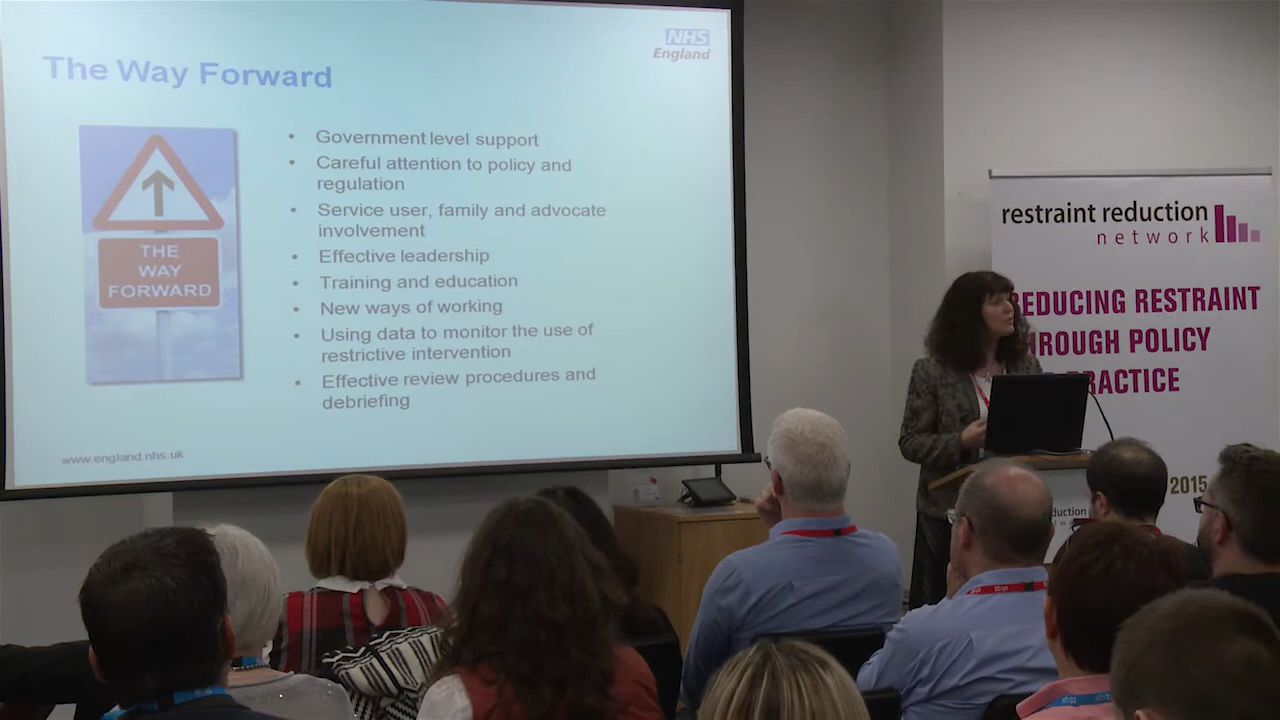 The Way Forward
NHS
England
THE
WAY
FORWARD
• Government level support
• Careful attention to policy and
regulation
• Service user, family and advocate
involvement
• Effective leadership
• Training and education
• New ways of working
• Using data to monitor the use of
restrictive intervention
• Effective review procedures and
debriefing
www.england.nhs.uk
restraint reduction
network
REDUCING RESTRAINT
THROUGH POLICY
PRACTICE
2015